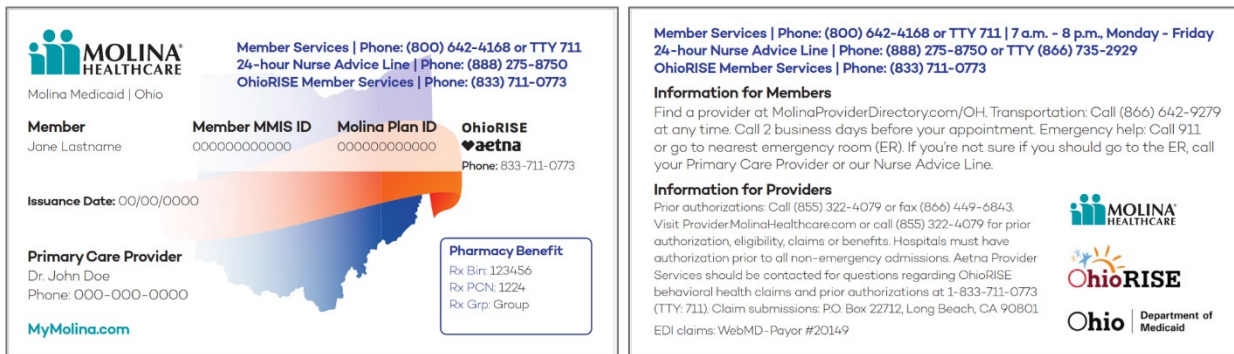 MOLINA
HEALTHCARE
Molina Medicaid | Ohio
Member Services | Phone: (800) 642-4168 or TTY 711
24-hour Nurse Advice Line | Phone: (888) 275-8750
OhioRISE Member Services | Phone: (833) 711-0773
Member
Jane Lastname
Member MMIS ID
000000000000
Molina Plan ID
000000000000
OhioRISE
aetna
Phone: 833-711-0773
Issuance Date: 00/00/0000
Primary Care Provider
Dr. John Doe
Phone: 000-000-0000
MyMolina.com
Pharmacy Benefit
Rx Bin: 123456
Rx PCN: 1224
Rx Grp: Group
Member Services | Phone: (800) 642-4168 or TTY 711 | 7 a.m. - 8 p.m., Monday - Friday
24-hour Nurse Advice Line | Phone: (888) 275-8750 or TTY (866) 735-2929
OhioRISE Member Services | Phone: (833) 711-0773
Information for Members
Find a provider at MolinaProviderDirectory.com/OH. Transportation: Call (866) 642-9279
at any time. Call 2 business days before your appointment. Emergency help: Call 911
or go to nearest emergency room (ER). If you're not sure if you should go to the ER, call
your Primary Care Provider or our Nurse Advice Line.
Information for Providers
Prior authorizations: Call (855) 322-4079 or fax (866) 449-6843.
Visit Provider.MolinaHealthcare.com or call (855) 322-4079 for prior
authorization, eligibility, claims or benefits. Hospitals must have
authorization prior to all non-emergency admissions. Aetna Provider
Services should be contacted for questions regarding OhioRISE
behavioral health claims and prior authorizations at 1-833-711-0773
(TTY: 711). Claim submissions: P.O. Box 22712, Long Beach, CA 90801
EDI claims: WebMD-Payor #20149
MOLINA
HEALTHCARE
OhioRISE
Ohio | Department of
Medicaid